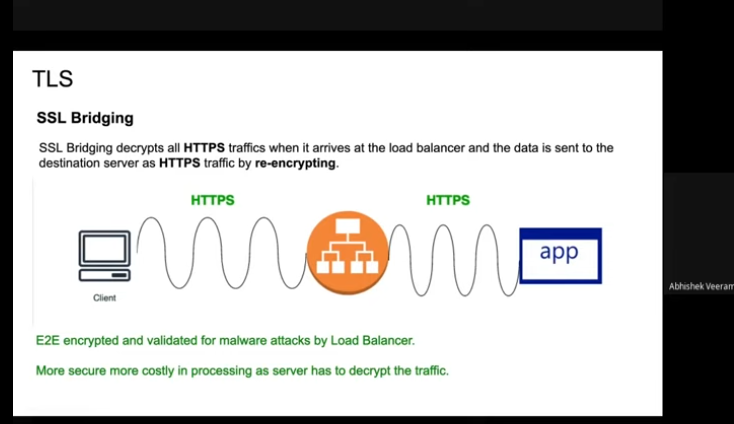 TLS
SSL Bridging
SSL Bridging decrypts all HTTPS traffics when it arrives at the load balancer and the data is sent to the
destination server as HTTPS traffic by re-encrypting.
HTTPS
HTTPS
app
Client
Abhishek Veeram
E2E encrypted and validated for malware attacks by Load Balancer.
More secure more costly in processing as server has to decrypt the traffic.